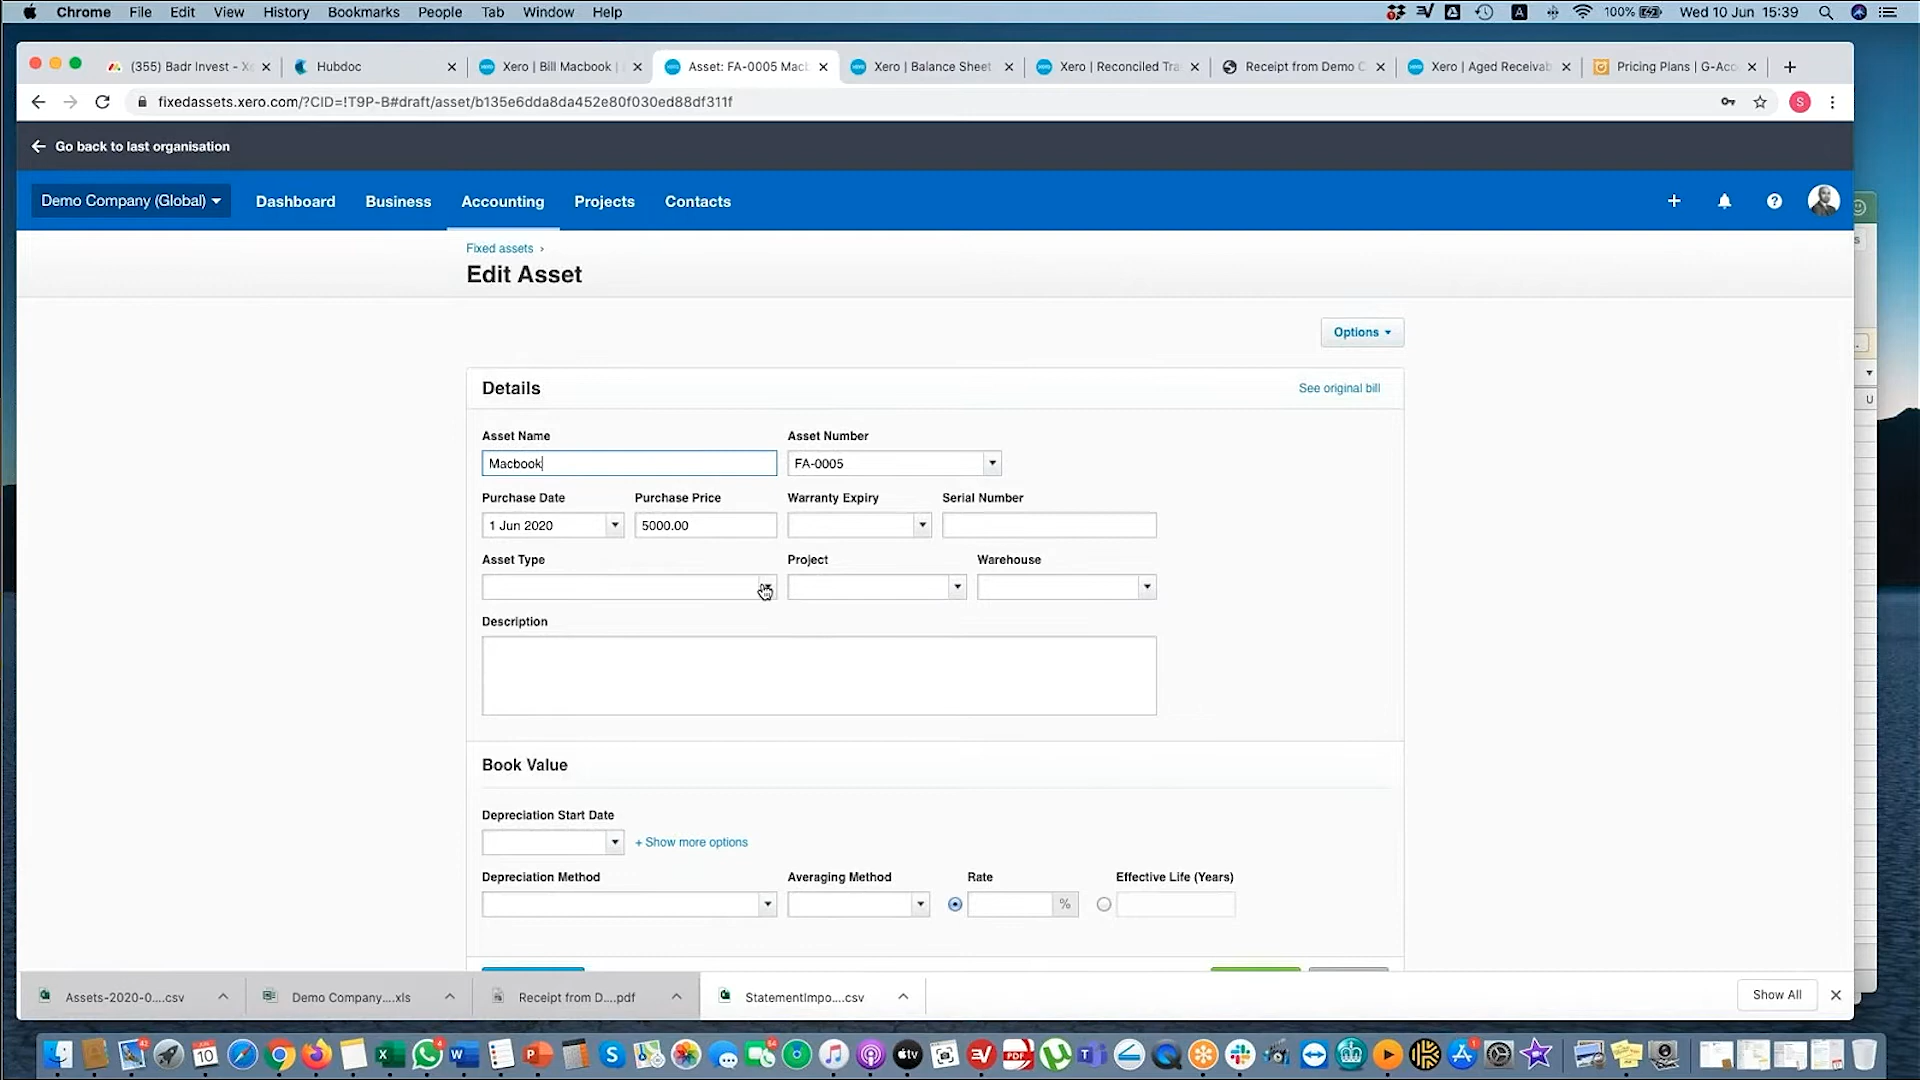 Chrome File Edit View History Bookmarks People Tab Window Help 100% Wed 10 Jun 15:39
(355) Badr Invest - Xe Hubdoc Xero | Bill Macbook | Asset: FA-0005 Macb Xero | Balance Sheet Xero | Reconciled Tra Receipt from Demo C Xero | Aged Receivab Pricing Plans | G-Acc
fixedassets.xero.com/?CID=!T9P-B#draft/asset/b135e6dda8da452e80f030ed88df311f S
Go back to last organisation
Demo Company (Global) Dashboard Business Accounting Projects Contacts
Fixed assets ›
Edit Asset
Options
Details See original bill
Asset Name Asset Number
Macbook FA-0005
Purchase Date Purchase Price Warranty Expiry Serial Number
1 Jun 2020 5000.00
Asset Type Project Warehouse
Description
Book Value
Depreciation Start Date
+ Show more options
Depreciation Method Averaging Method Rate Effective Life (Years)
%
Assets-2020-0....csv Demo Company....xls Receipt from D....pdf StatementImpo....csv Show All